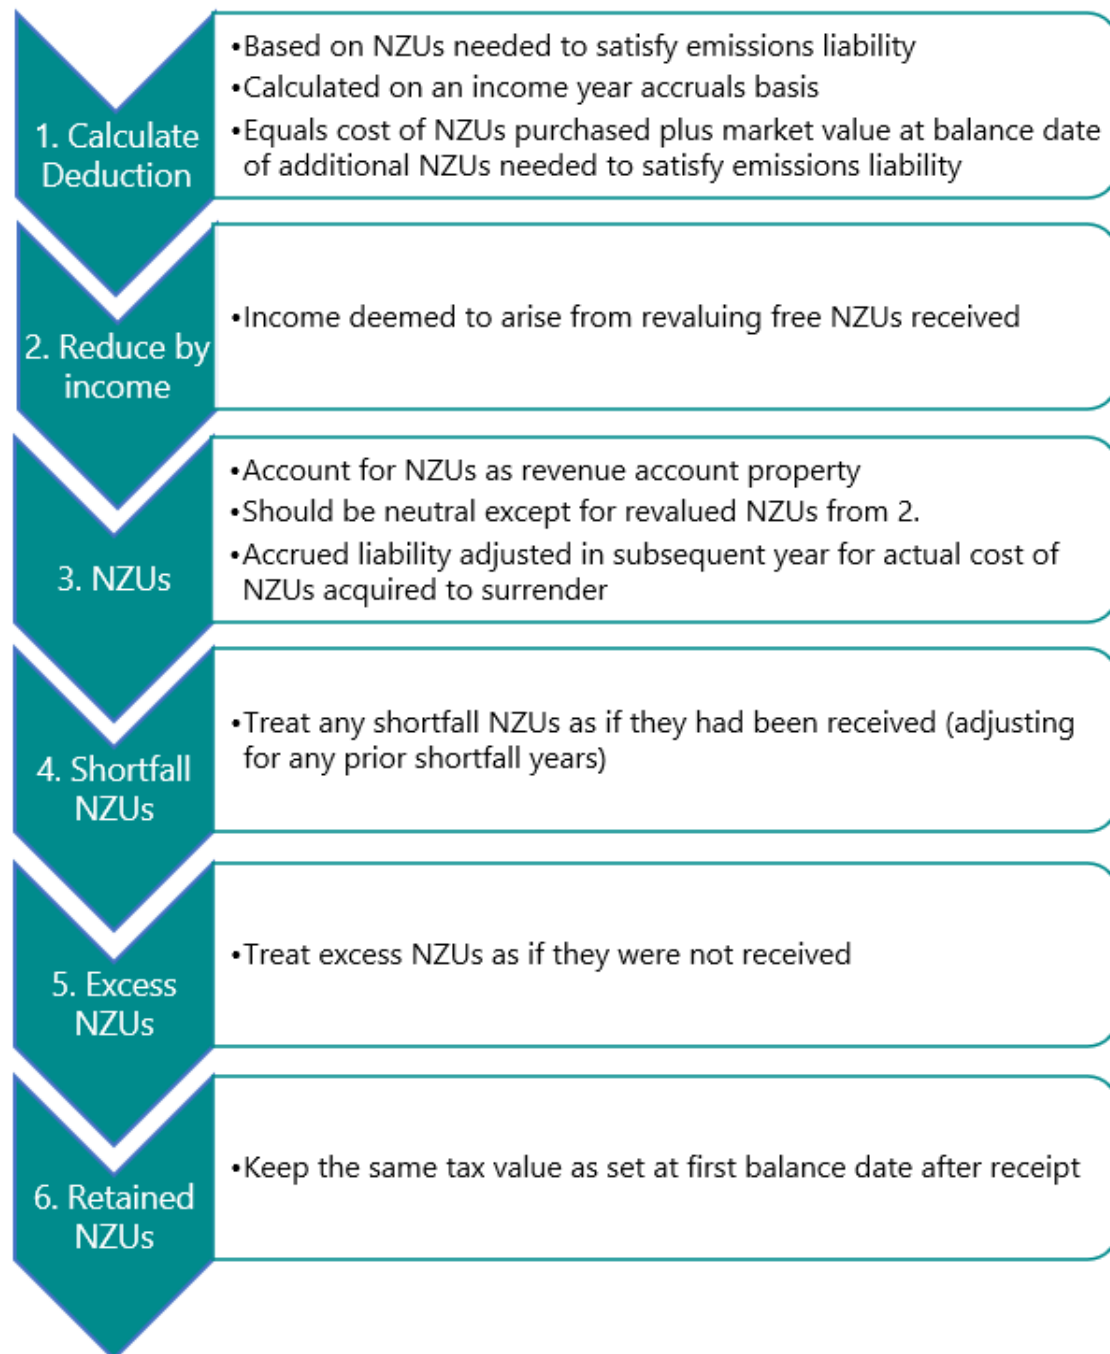 1. Calculate
Deduction
•Based on NZUs needed to satisfy emissions liability
•Calculated on an income year accruals basis
•Equals cost of NZUs purchased plus market value at balance date
of additional NZUs needed to satisfy emissions liability
2. Reduce by
income
•Income deemed to arise from revaluing free NZUs received
3. NZUs
•Account for NZUs as revenue account property
•Should be neutral except for revalued NZUs from 2.
•Accrued liability adjusted in subsequent year for actual cost of
NZUs acquired to surrender
4. Shortfall
NZUs
•Treat any shortfall NZUs as if they had been received (adjusting
for any prior shortfall years)
5. Excess
NZUs
•Treat excess NZUs as if they were not received
6. Retained
NZUs
•Keep the same tax value as set at first balance date after receipt